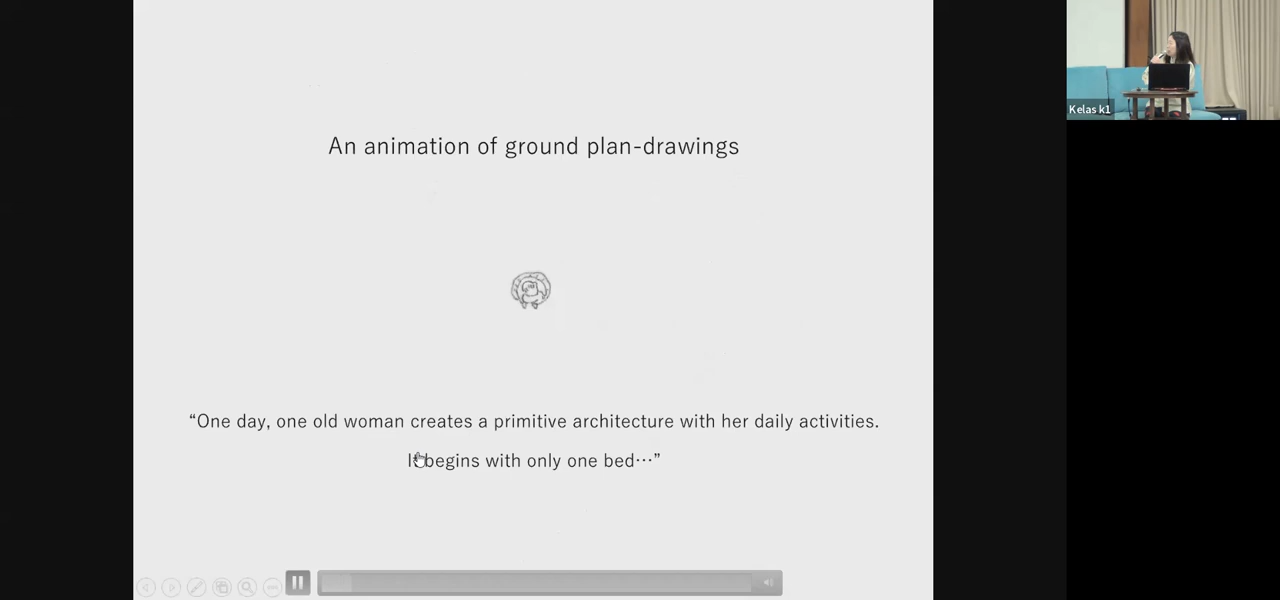 An animation of ground plan-drawings
“One day, one old woman creates a primitive architecture with her daily activities.
It begins with only one bed…”
Kelas k1